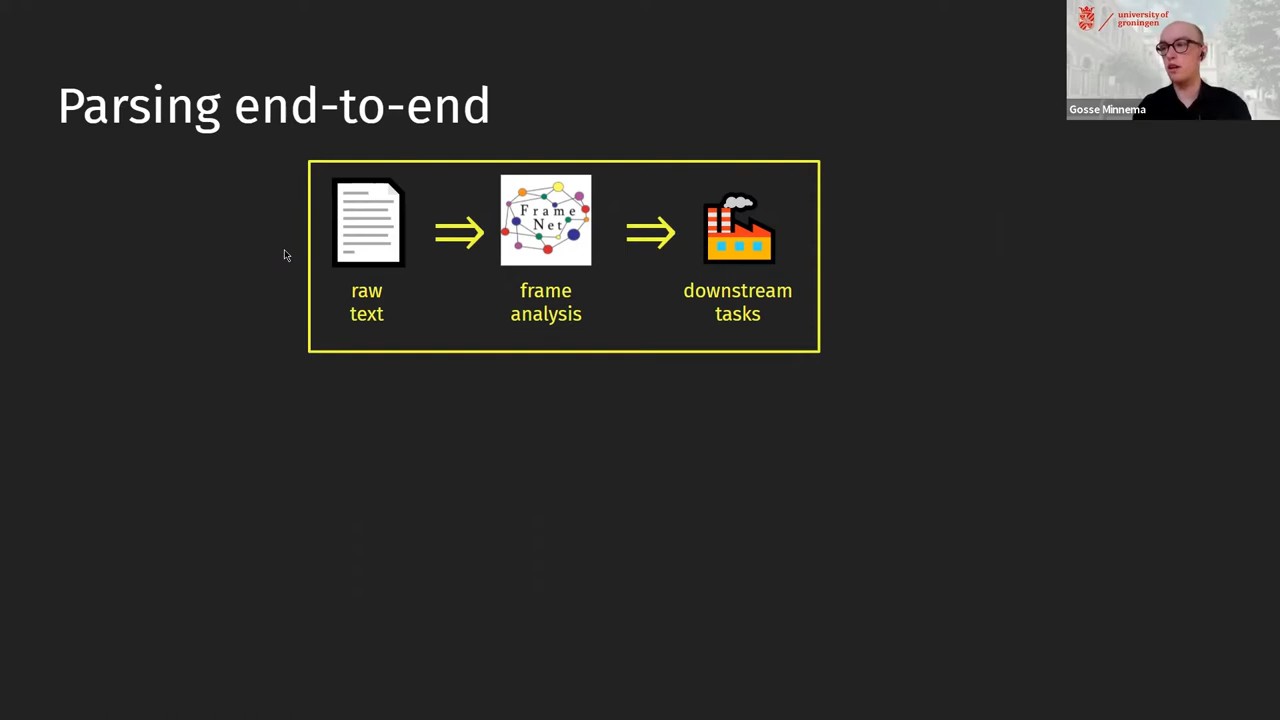 university of
groningen
Gosse Minnema
Parsing end-to-end
Frame
Net
raw
text
frame
analysis
downstream
tasks